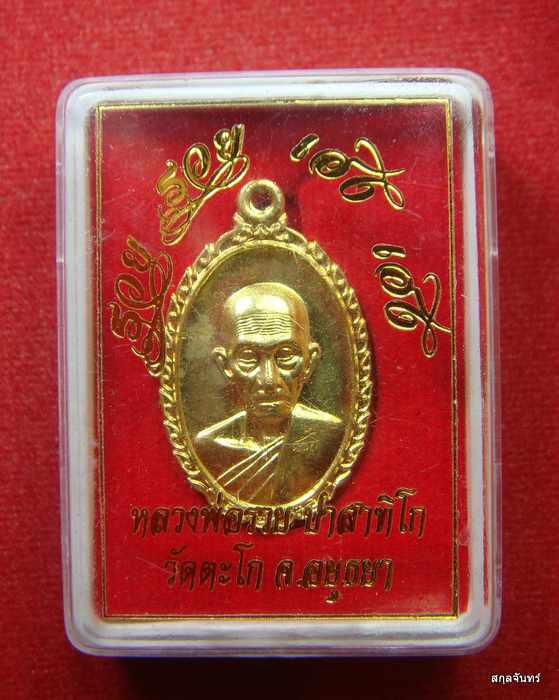 รวย รวย เฮง เฮง
หลวงพ่อรวย ปาสาทิโก
วัดตะโก จ.อยุธยา
สกุลจันทร์